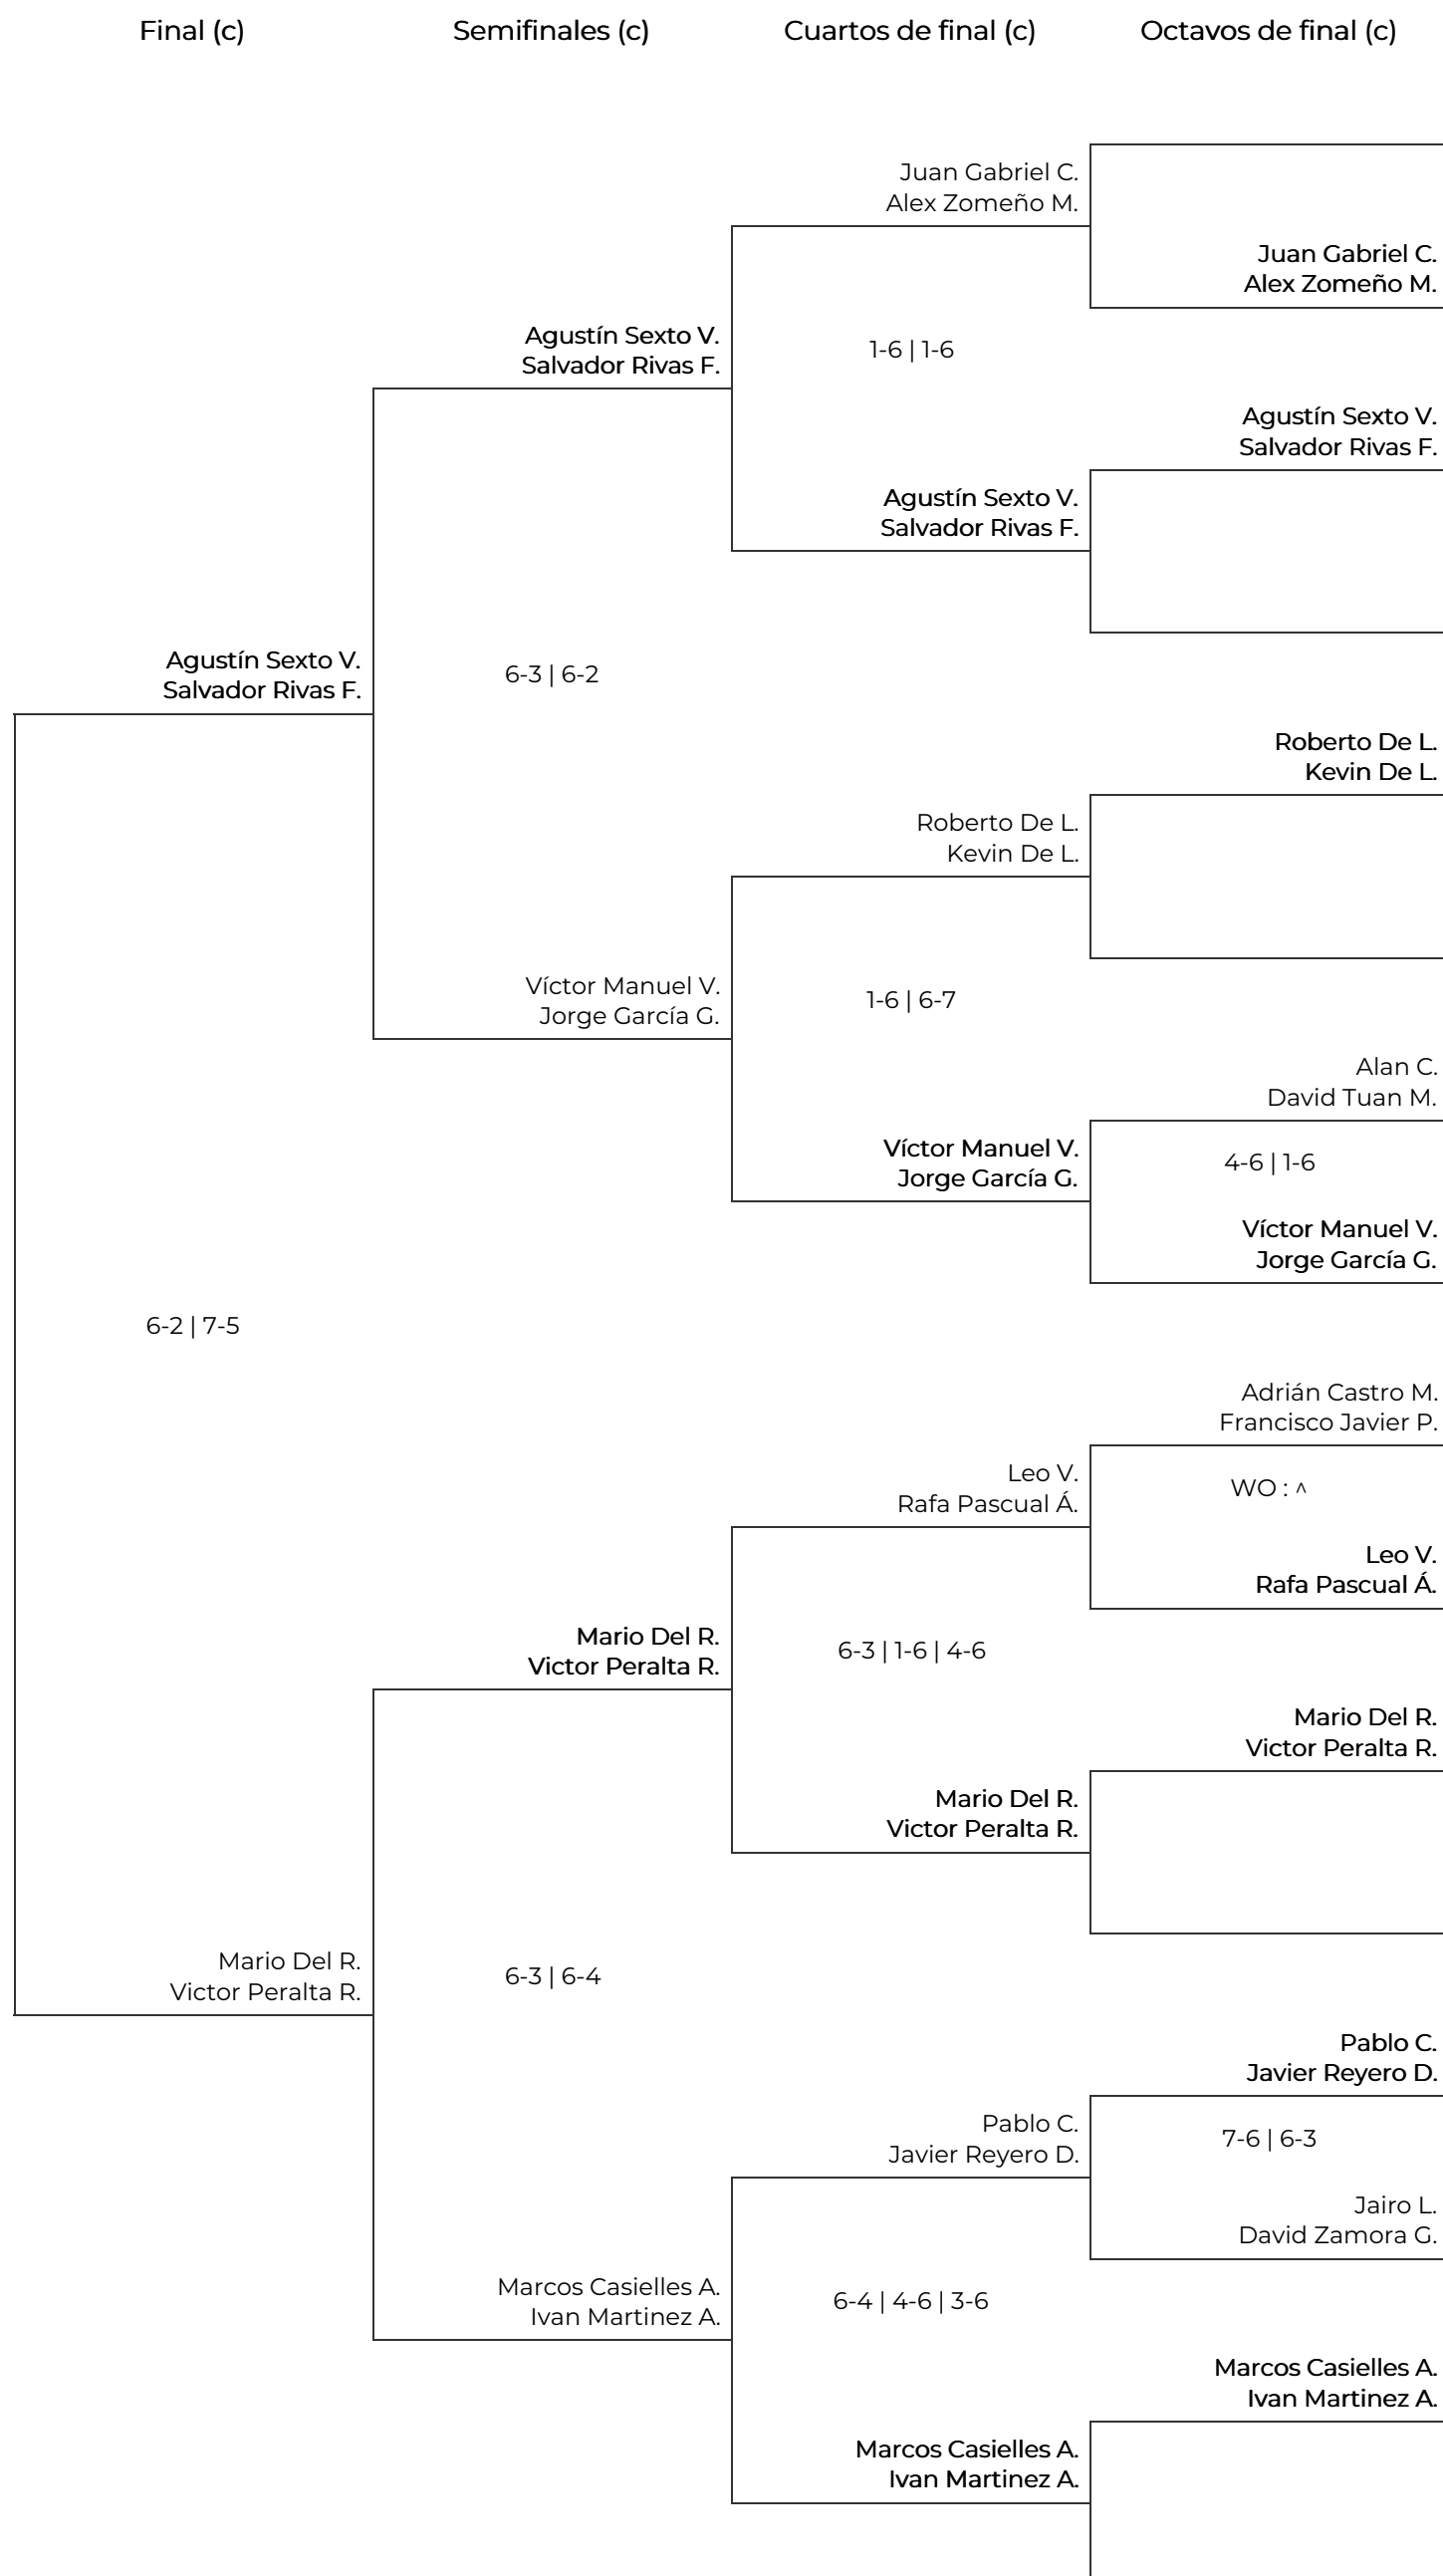 Final (c)
Semifinales (c)
Cuartos de final (c)
Octavos de final (c)
Juan Gabriel C.
Alex Zomeño M.
Juan Gabriel C.
Alex Zomeño M.
Agustín Sexto V.
Salvador Rivas F.
1-6 | 1-6
Agustín Sexto V.
Salvador Rivas F.
Agustín Sexto V.
Salvador Rivas F.
Agustín Sexto V.
Salvador Rivas F.
6-3 | 6-2
Roberto De L.
Kevin De L.
Roberto De L.
Kevin De L.
Víctor Manuel V.
Jorge García G.
1-6 | 6-7
Alan C.
David Tuan M.
Víctor Manuel V.
Jorge García G.
4-6 | 1-6
Víctor Manuel V.
Jorge García G.
6-2 | 7-5
Adrián Castro M.
Francisco Javier P.
Leo V.
Rafa Pascual Á.
WO : ^
Leo V.
Rafa Pascual Á.
Mario Del R.
Victor Peralta R.
6-3 | 1-6 | 4-6
Mario Del R.
Victor Peralta R.
Mario Del R.
Victor Peralta R.
Mario Del R.
Victor Peralta R.
6-3 | 6-4
Pablo C.
Javier Reyero D.
Pablo C.
Javier Reyero D.
7-6 | 6-3
Jairo L.
David Zamora G.
Marcos Casielles A.
Ivan Martinez A.
6-4 | 4-6 | 3-6
Marcos Casielles A.
Ivan Martinez A.
Marcos Casielles A.
Ivan Martinez A.